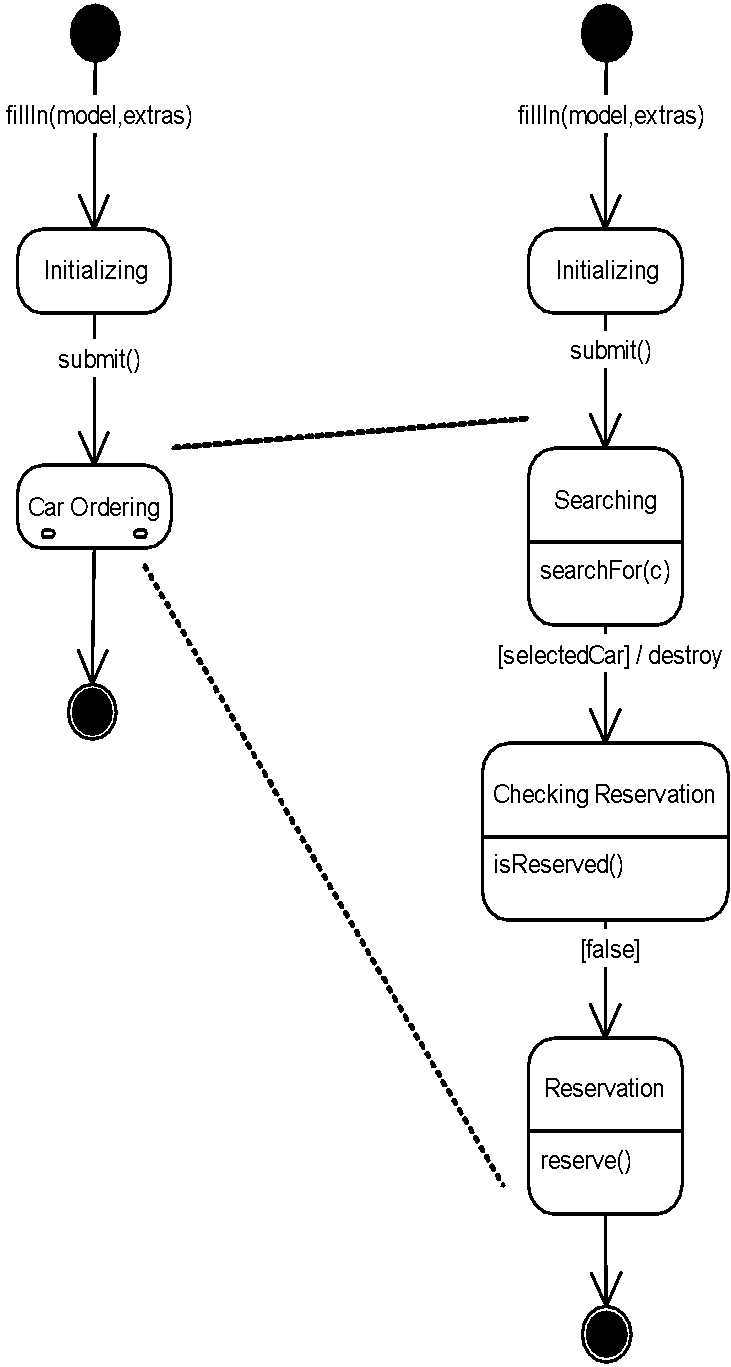 fillIn(model,extras)
Initializing
submit()
Car Ordering
fillIn(model,extras)
Initializing
submit()
Searching
searchFor(c)
[selectedCar] / destroy
Checking Reservation
isReserved()
[false]
Reservation
reserve()